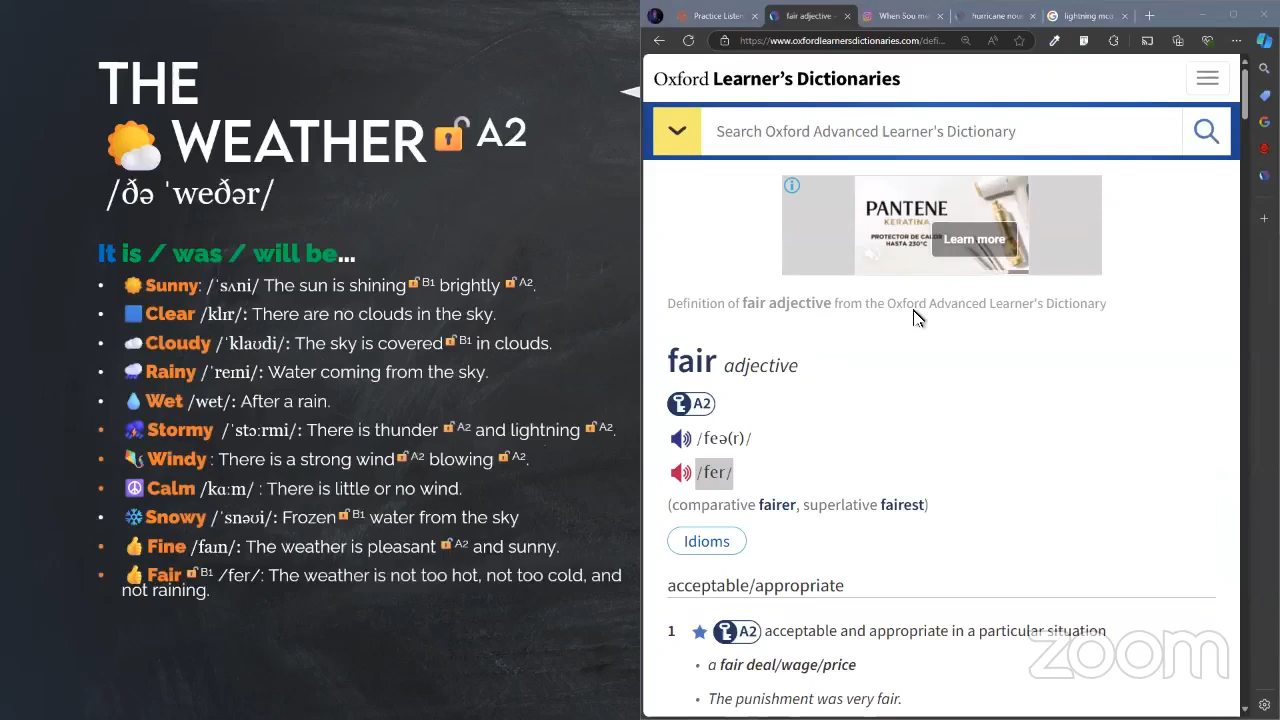 THE
WEATHER A2
/ðə ˈweðər/
It is / was / will be...
• Sunny: /ˈsʌni/ The sun is shining B1 brightly A2.
• Clear /klɪr/: There are no clouds in the sky.
• Cloudy /ˈklaʊdi/: The sky is covered B1 in clouds.
• Rainy /ˈreɪni/: Water coming from the sky.
• Wet /wet/: After a rain.
• Stormy /ˈstɔːrmi/: There is thunder A2 and lightning A2.
• Windy : There is a strong wind A2 blowing A2.
• Calm /kɑːm/ : There is little or no wind.
• Snowy /ˈsnəʊi/: Frozen B1 water from the sky
• Fine /faɪn/: The weather is pleasant A2 and sunny.
• Fair B1 /fer/: The weather is not too hot, not too cold, and
not raining.
Practice Listen fair adjective - When Sou me hurricane nou lightning mcq
https://www.oxfordlearnersdictionaries.com/defi...
Oxford Learner's Dictionaries
Search Oxford Advanced Learner's Dictionary
PANTENE
KERATINA
PROTECTOR DE CALOR
HASTA 230°C
Learn more
Definition of fair adjective from the Oxford Advanced Learner's Dictionary
fair adjective
A2
/feə(r)/
/fer/
(comparative fairer, superlative fairest)
Idioms
acceptable/appropriate
1 A2 acceptable and appropriate in a particular situation
• a fair deal/wage/price
• The punishment was very fair.
zoom